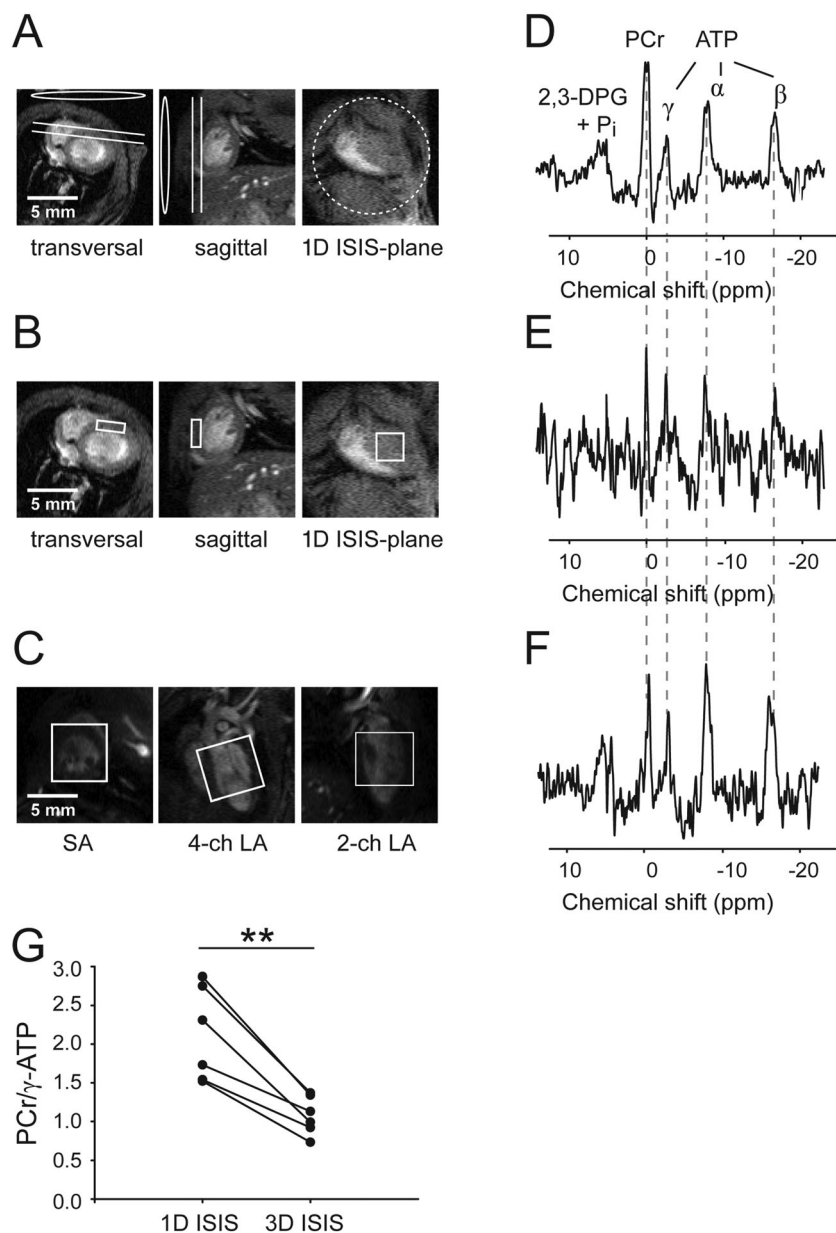 A
5 mm
transversal sagittal 1D ISIS-plane
B
5 mm
transversal sagittal 1D ISIS-plane
C
5 mm
SA 4-ch LA 2-ch LA
D
PCr ATP
2,3-DPG + Pi
γ α β
10 0 -10 -20
Chemical shift (ppm)
E
10 0 -10 -20
Chemical shift (ppm)
F
10 0 -10 -20
Chemical shift (ppm)
G
**
3.0
2.5
2.0
1.5
1.0
0.5
0.0
PCr/γ-ATP
1D ISIS 3D ISIS